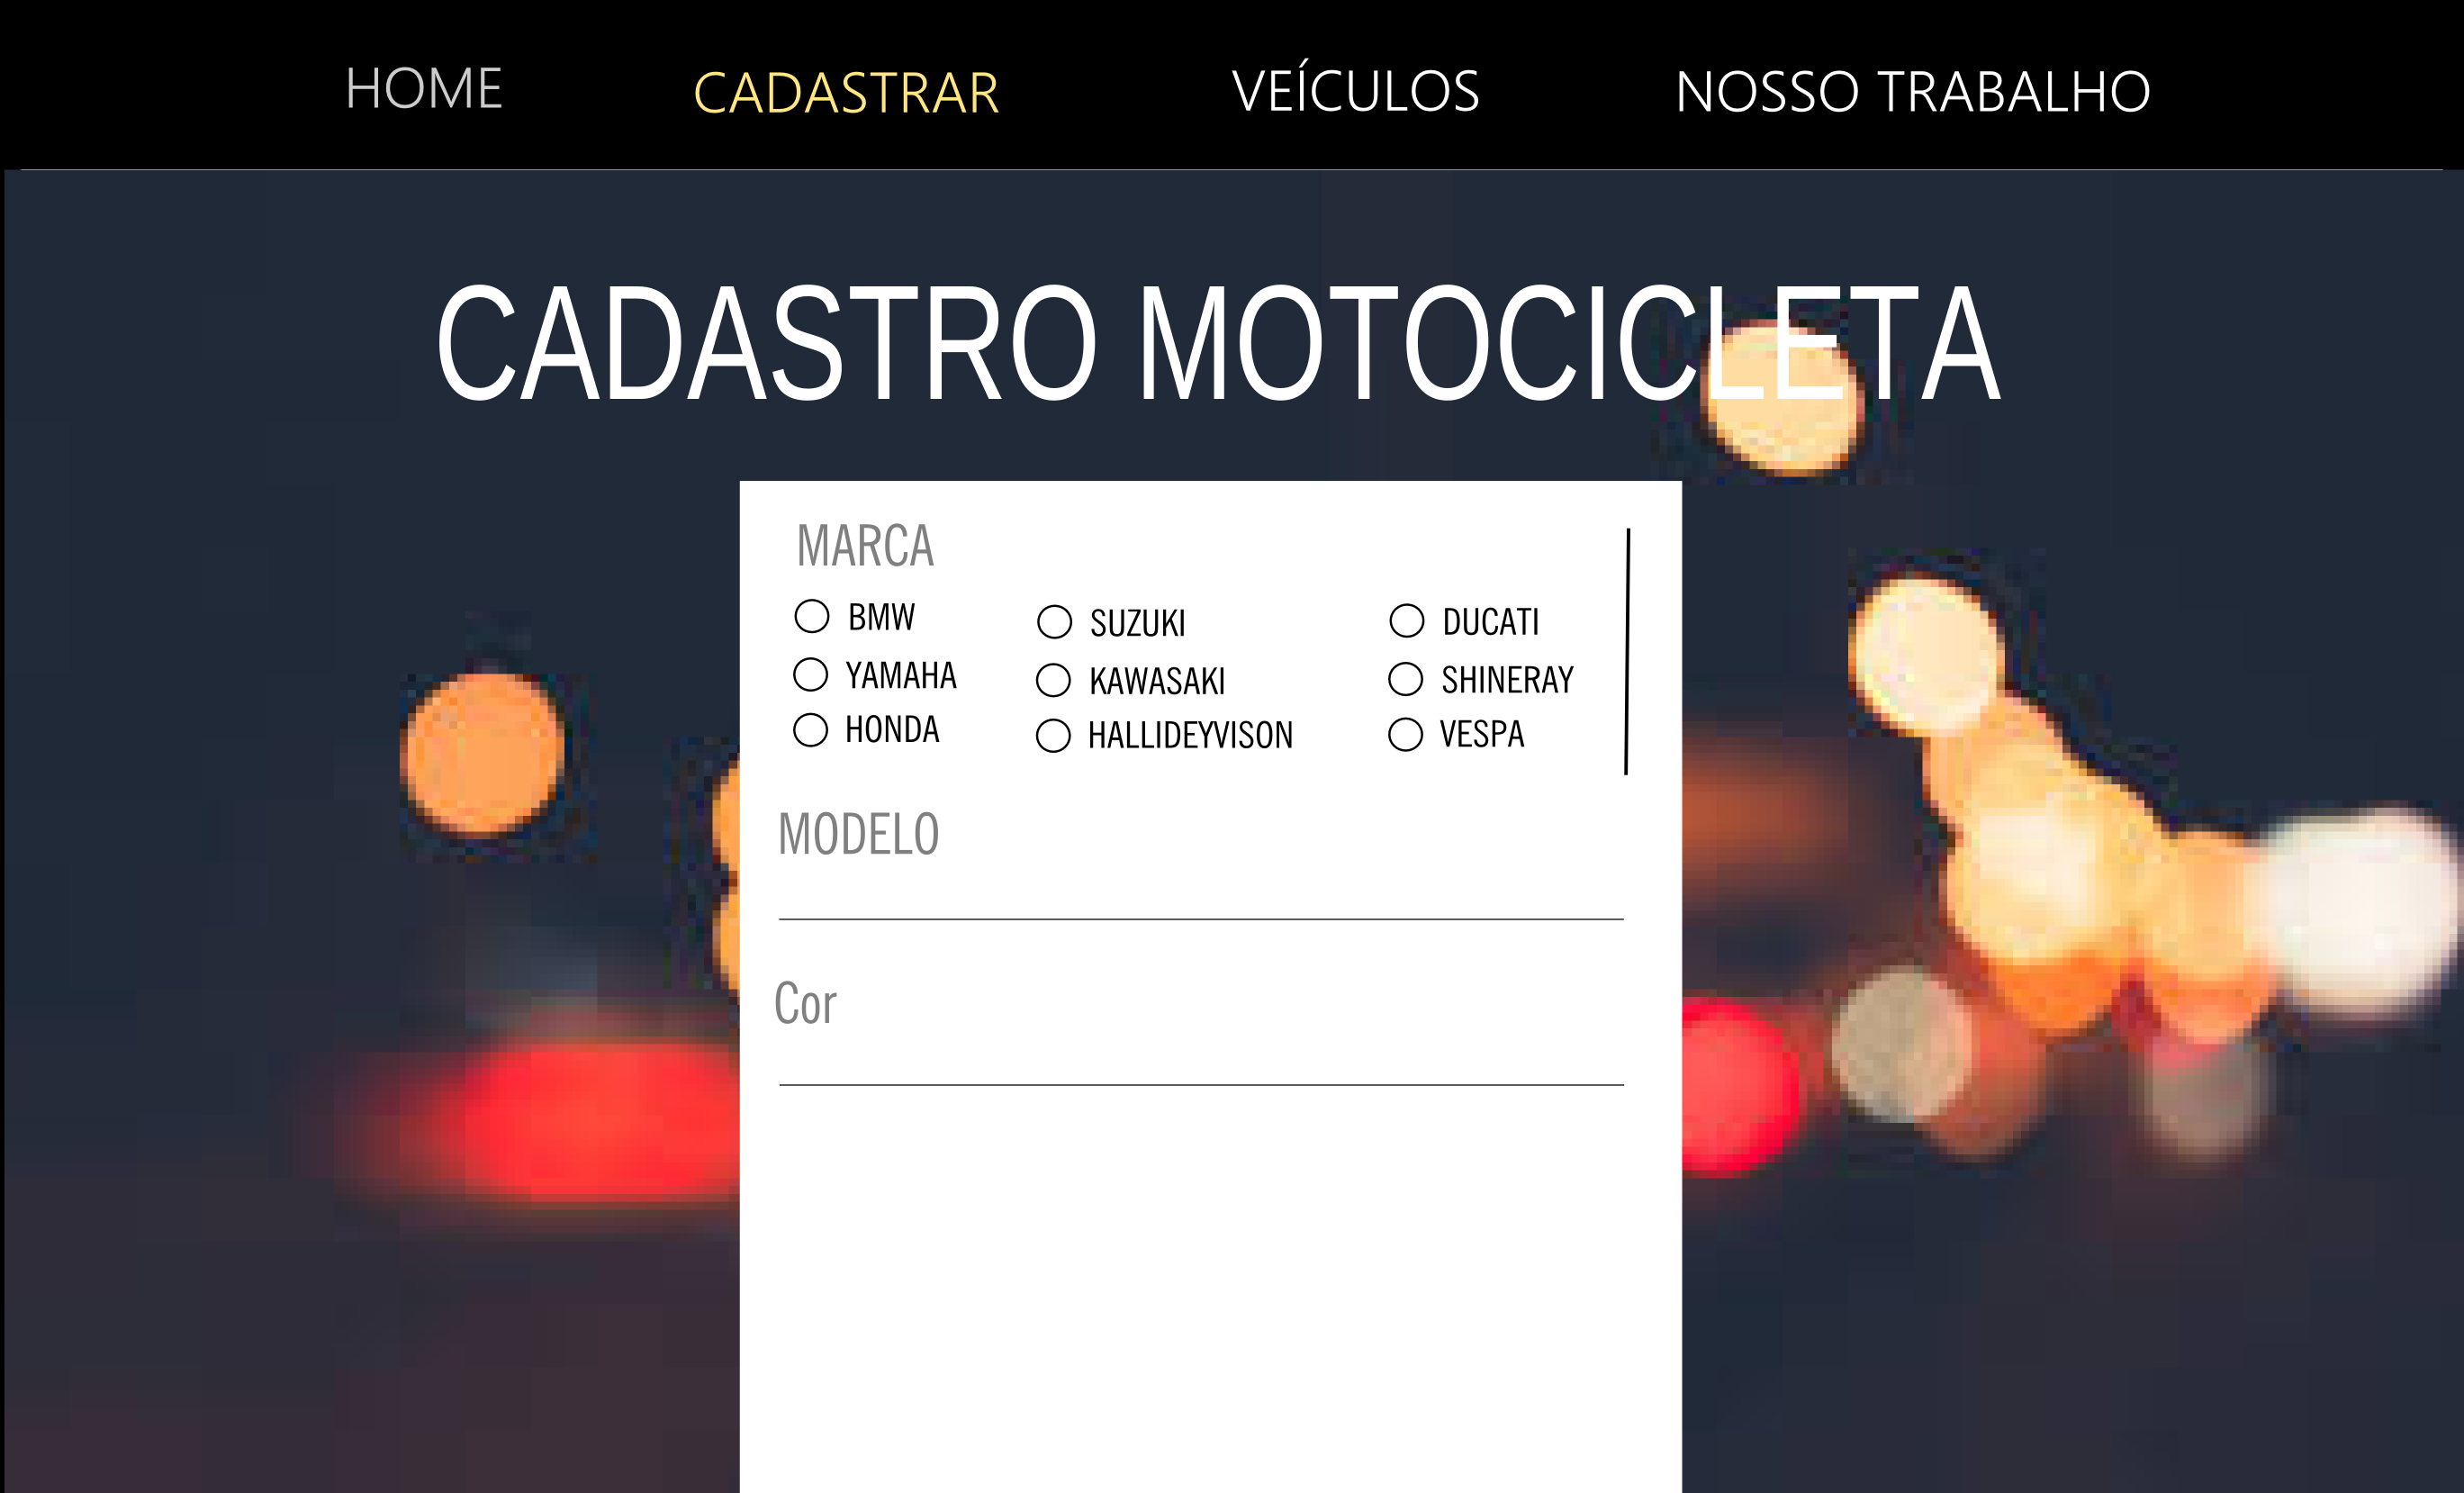 HOME CADASTRAR VEÍCULOS NOSSO TRABALHO
CADASTRO MOTOCICLETA
MARCA
BMW SUZUKI DUCATI
YAMAHA KAWASAKI SHINERAY
HONDA HALLIDEYVISON VESPA
MODELO
Cor